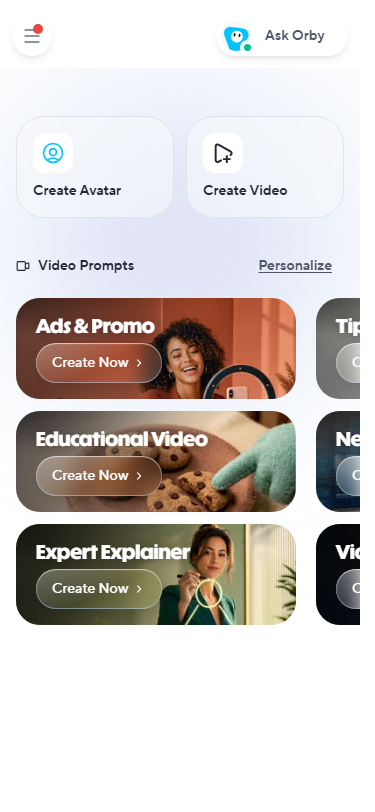 Ask Orby
Create Avatar
Create Video
Video Prompts
Personalize
Ads & Promo
Create Now
Educational Video
Create Now
Expert Explainer
Create Now